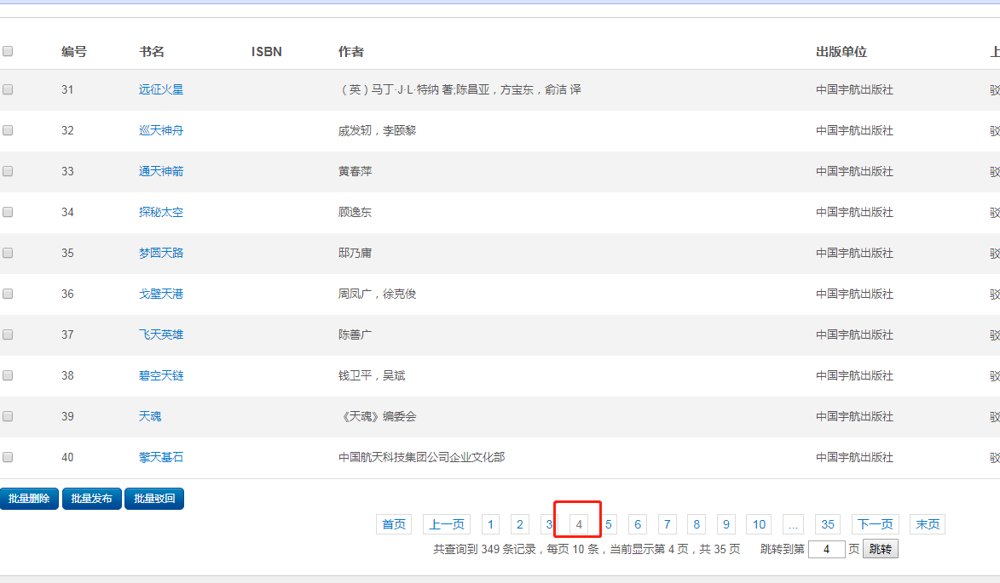 编号 书名 ISBN 作者 出版单位 上
31 远征火星 （英）马丁·J·L·特纳 著;陈昌亚，方宝东，俞洁 译 中国宇航出版社 驳
32 巡天神舟 戚发轫，李颐黎 中国宇航出版社 驳
33 通天神箭 黄春萍 中国宇航出版社 驳
34 探秘太空 顾逸东 中国宇航出版社 驳
35 梦圆天路 邸乃庸 中国宇航出版社 驳
36 戈壁天港 周凤广，徐克俊 中国宇航出版社 驳
37 飞天英雄 陈善广 中国宇航出版社 驳
38 碧空天链 钱卫平，吴斌 中国宇航出版社 驳
39 天魂 《天魂》编委会 中国宇航出版社 驳
40 擎天基石 中国航天科技集团公司企业文化部 中国宇航出版社 驳
批量删除 批量发布 批量驳回
首页 上一页 1 2 3 4 5 6 7 8 9 10 ... 35 下一页 末页
共查询到 349 条记录，每页 10 条，当前显示第 4 页，共 35 页 跳转到第 4 页 跳转